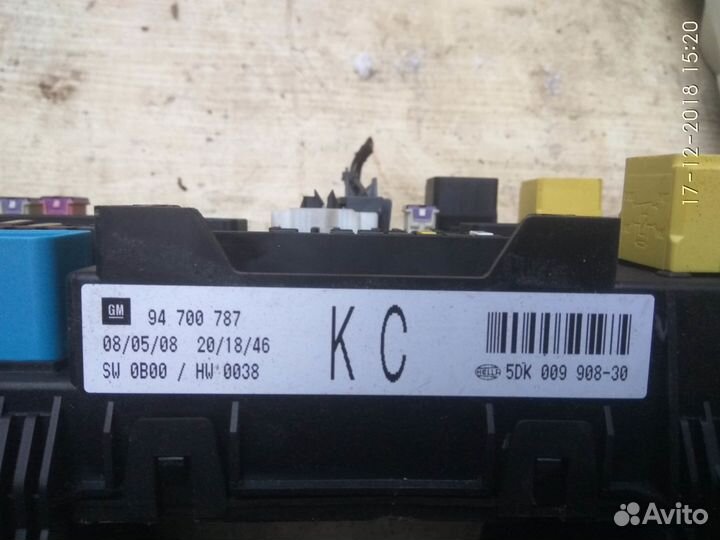 17-12-2018 15:20
GM
94 700 787
08/05/08 20/18/46
SW 0B00 / HW 0038
KC
HELLA 5DK 009 908-30
Avito